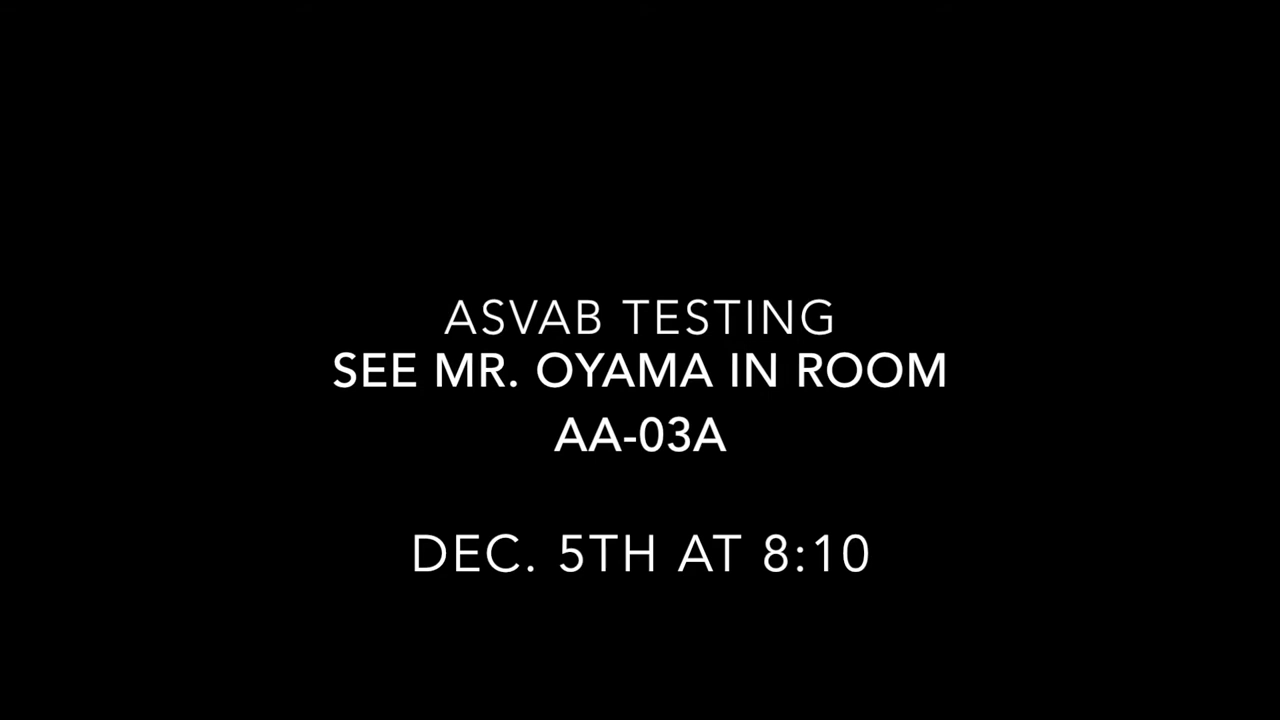 ASVAB TESTING
SEE MR. OYAMA IN ROOM
AA-03A
DEC. 5TH AT 8:10